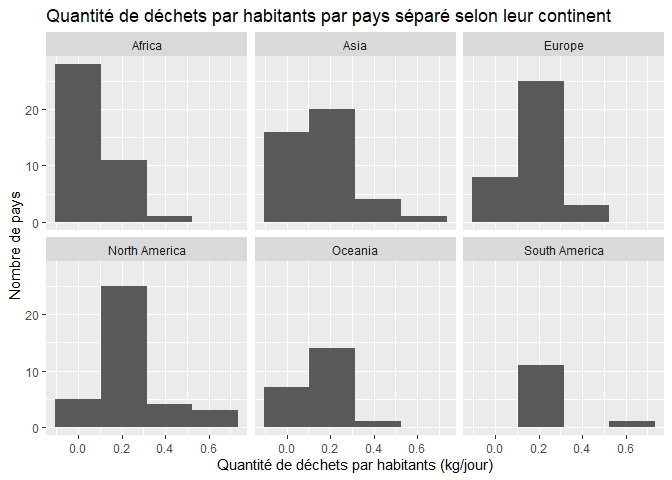 Quantité de déchets par habitants par pays séparé selon leur continent
Africa Asia Europe
20
10
0
Nombre de pays
North America Oceania South America
20
10
0
0.0 0.2 0.4 0.6 0.0 0.2 0.4 0.6 0.0 0.2 0.4 0.6
Quantité de déchets par habitants (kg/jour)